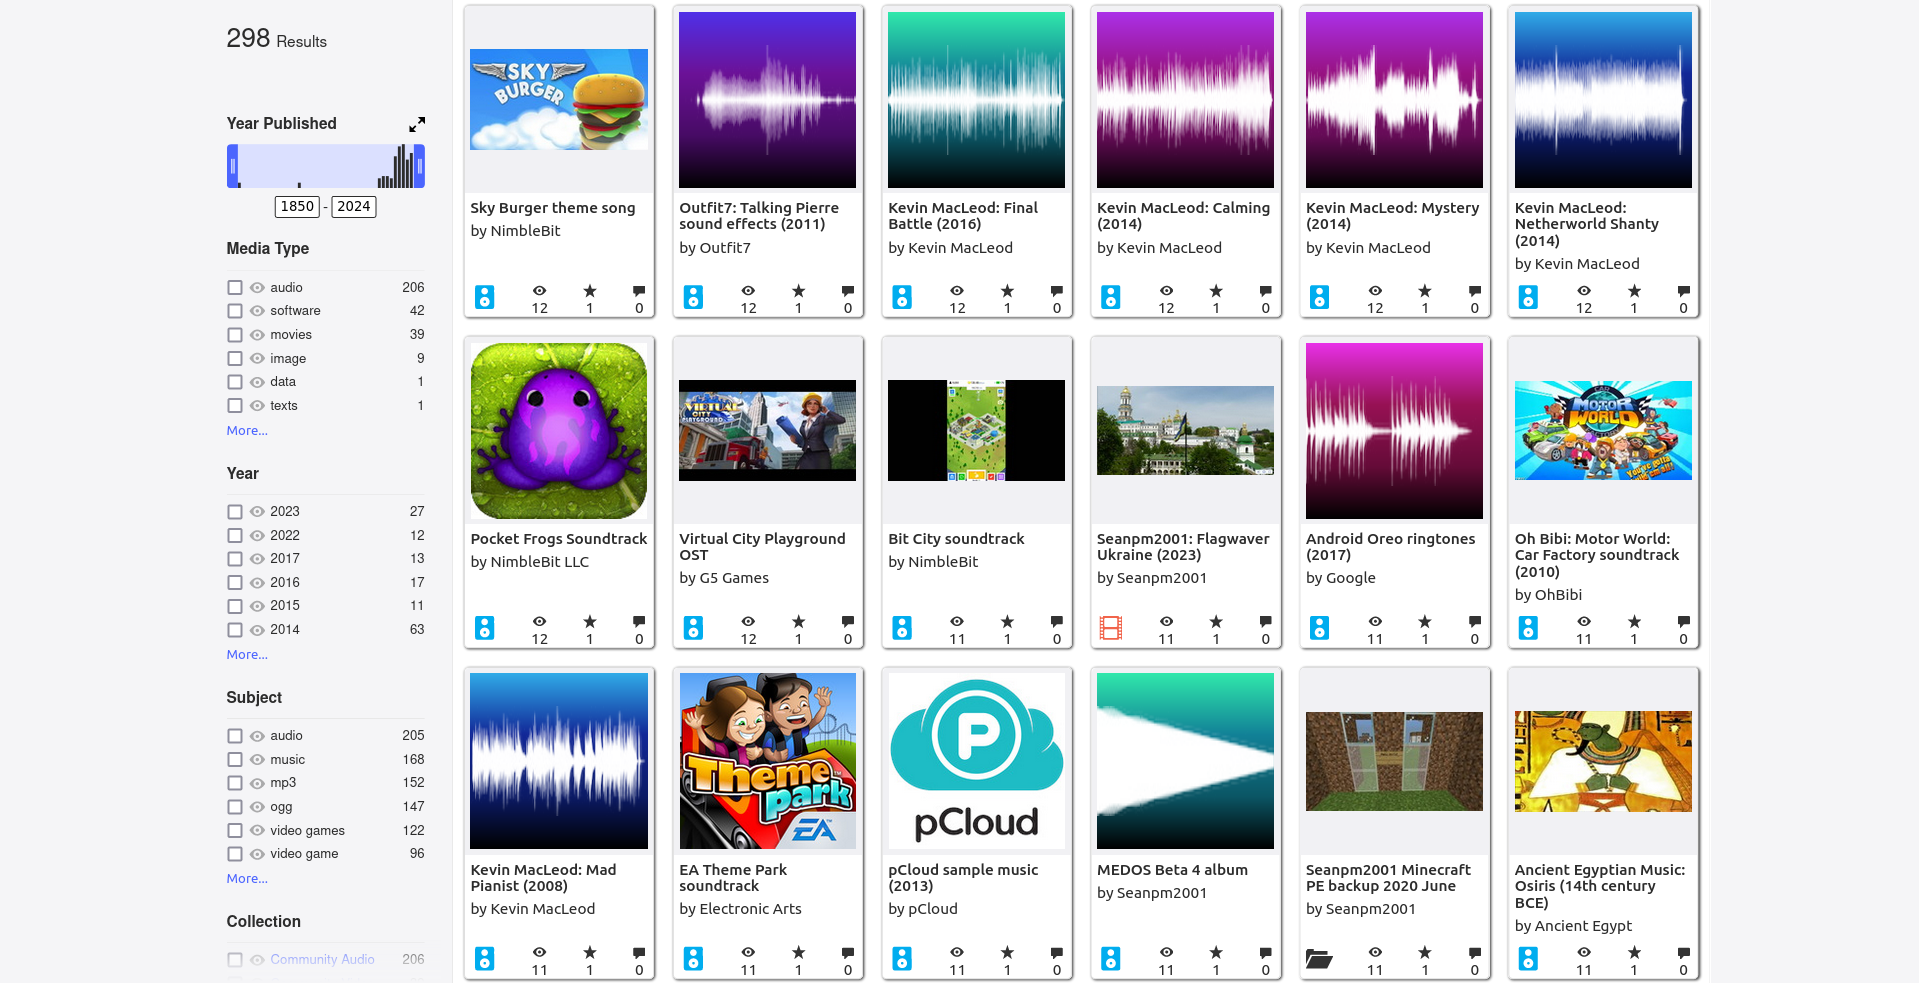 298 Results
Year Published
1850 - 2024
Media Type
audio 206
software 42
movies 39
image 9
data 1
texts 1
More...
Year
2023 27
2022 12
2017 13
2016 17
2015 11
2014 63
More...
Subject
audio 205
music 168
mp3 152
ogg 147
video games 122
video game 96
More...
Collection
Community Audio 206
SKY
BURGER
Sky Burger theme song
by NimbleBit
12 1 0
Outfit7: Talking Pierre
sound effects (2011)
by Outfit7
12 1 0
Kevin MacLeod: Final
Battle (2016)
by Kevin MacLeod
12 1 0
Kevin MacLeod: Calming
(2014)
by Kevin MacLeod
12 1 0
Kevin MacLeod: Mystery
(2014)
by Kevin MacLeod
12 1 0
Kevin MacLeod:
Netherworld Shanty
(2014)
by Kevin MacLeod
12 1 0
Pocket Frogs Soundtrack
by NimbleBit LLC
12 1 0
VIRTUAL
CITY
PLAYGROUND
Virtual City Playground
OST
by G5 Games
12 1 0
Bit City soundtrack
by NimbleBit
11 1 0
Seanpm2001: Flagwaver
Ukraine (2023)
by Seanpm2001
11 1 0
Android Oreo ringtones
(2017)
by Google
11 1 0
MOTOR
WORLD
Oh Bibi: Motor World:
Car Factory soundtrack
(2010)
by OhBibi
11 1 0
Kevin MacLeod: Mad
Pianist (2008)
by Kevin MacLeod
11 1 0
Theme
park
EA
EA Theme Park
soundtrack
by Electronic Arts
11 1 0
P
pCloud
pCloud sample music
(2013)
by pCloud
11 1 0
MEDOS Beta 4 album
by Seanpm2001
11 1 0
Seanpm2001 Minecraft
PE backup 2020 June
by Seanpm2001
11 1 0
Ancient Egyptian Music:
Osiris (14th century
BCE)
by Ancient Egypt
11 1 0